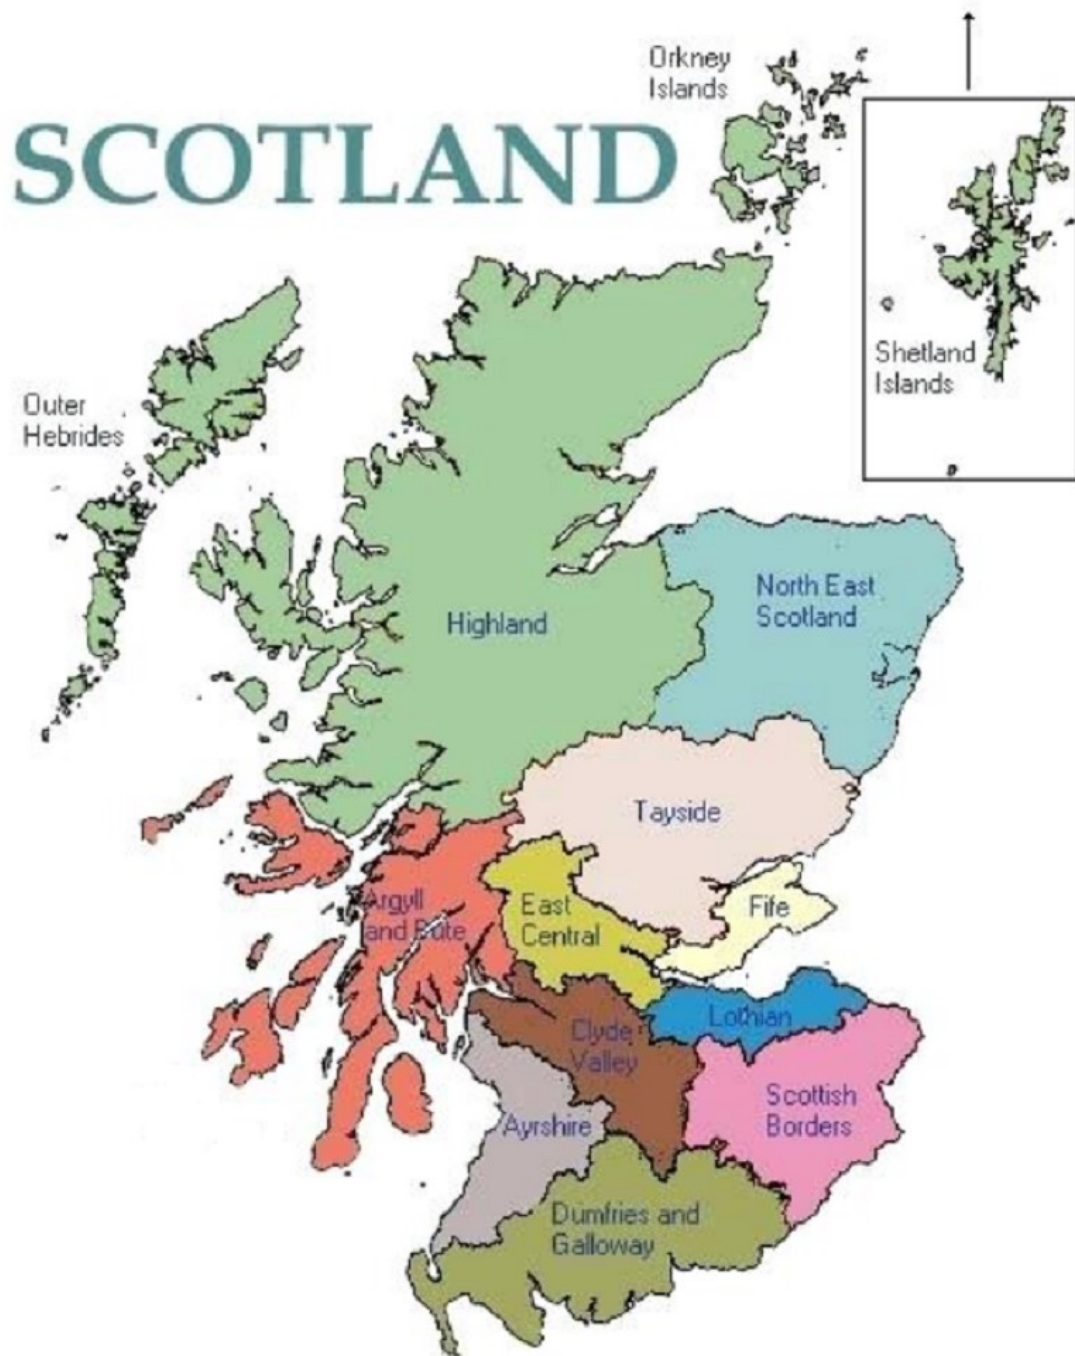 Orkney
Islands
SCOTLAND
Shetland
Islands
Outer
Hebrides
North East
Scotland
Highland
Tayside
Argyll
and Bute
East
Central
Fife
Lothian
Clyde
Valley
Scottish
Borders
Ayrshire
Dumfries and
Galloway